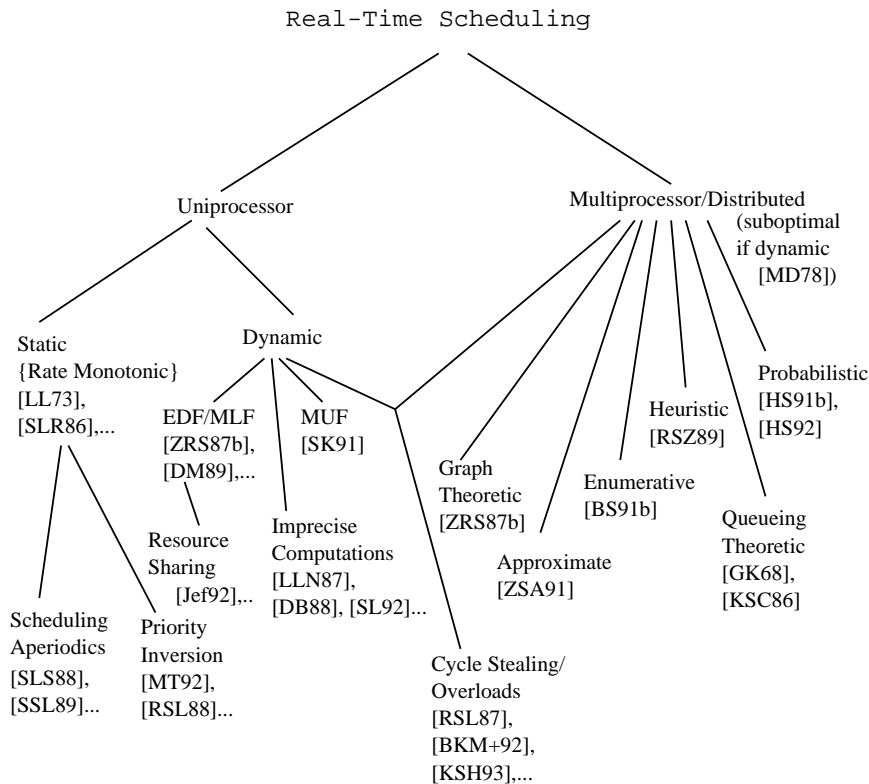 Real-Time Scheduling
Uniprocessor
Multiprocessor/Distributed
(suboptimal
if dynamic
[MD78])
Static
{Rate Monotonic}
[LL73],
[SLR86],...
Dynamic
EDF/MLF
[ZRS87b],
[DM89],...
MUF
[SK91]
Resource
Sharing
[Jef92],..
Imprecise
Computations
[LLN87],
[DB88], [SL92]...
Scheduling
Aperiodics
[SLS88],
[SSL89]...
Priority
Inversion
[MT92],
[RSL88]...
Cycle Stealing/
Overloads
[RSL87],
[BKM+92],
[KSH93],...
Graph
Theoretic
[ZRS87b]
Approximate
[ZSA91]
Enumerative
[BS91b]
Heuristic
[RSZ89]
Queueing
Theoretic
[GK68],
[KSC86]
Probabilistic
[HS91b],
[HS92]